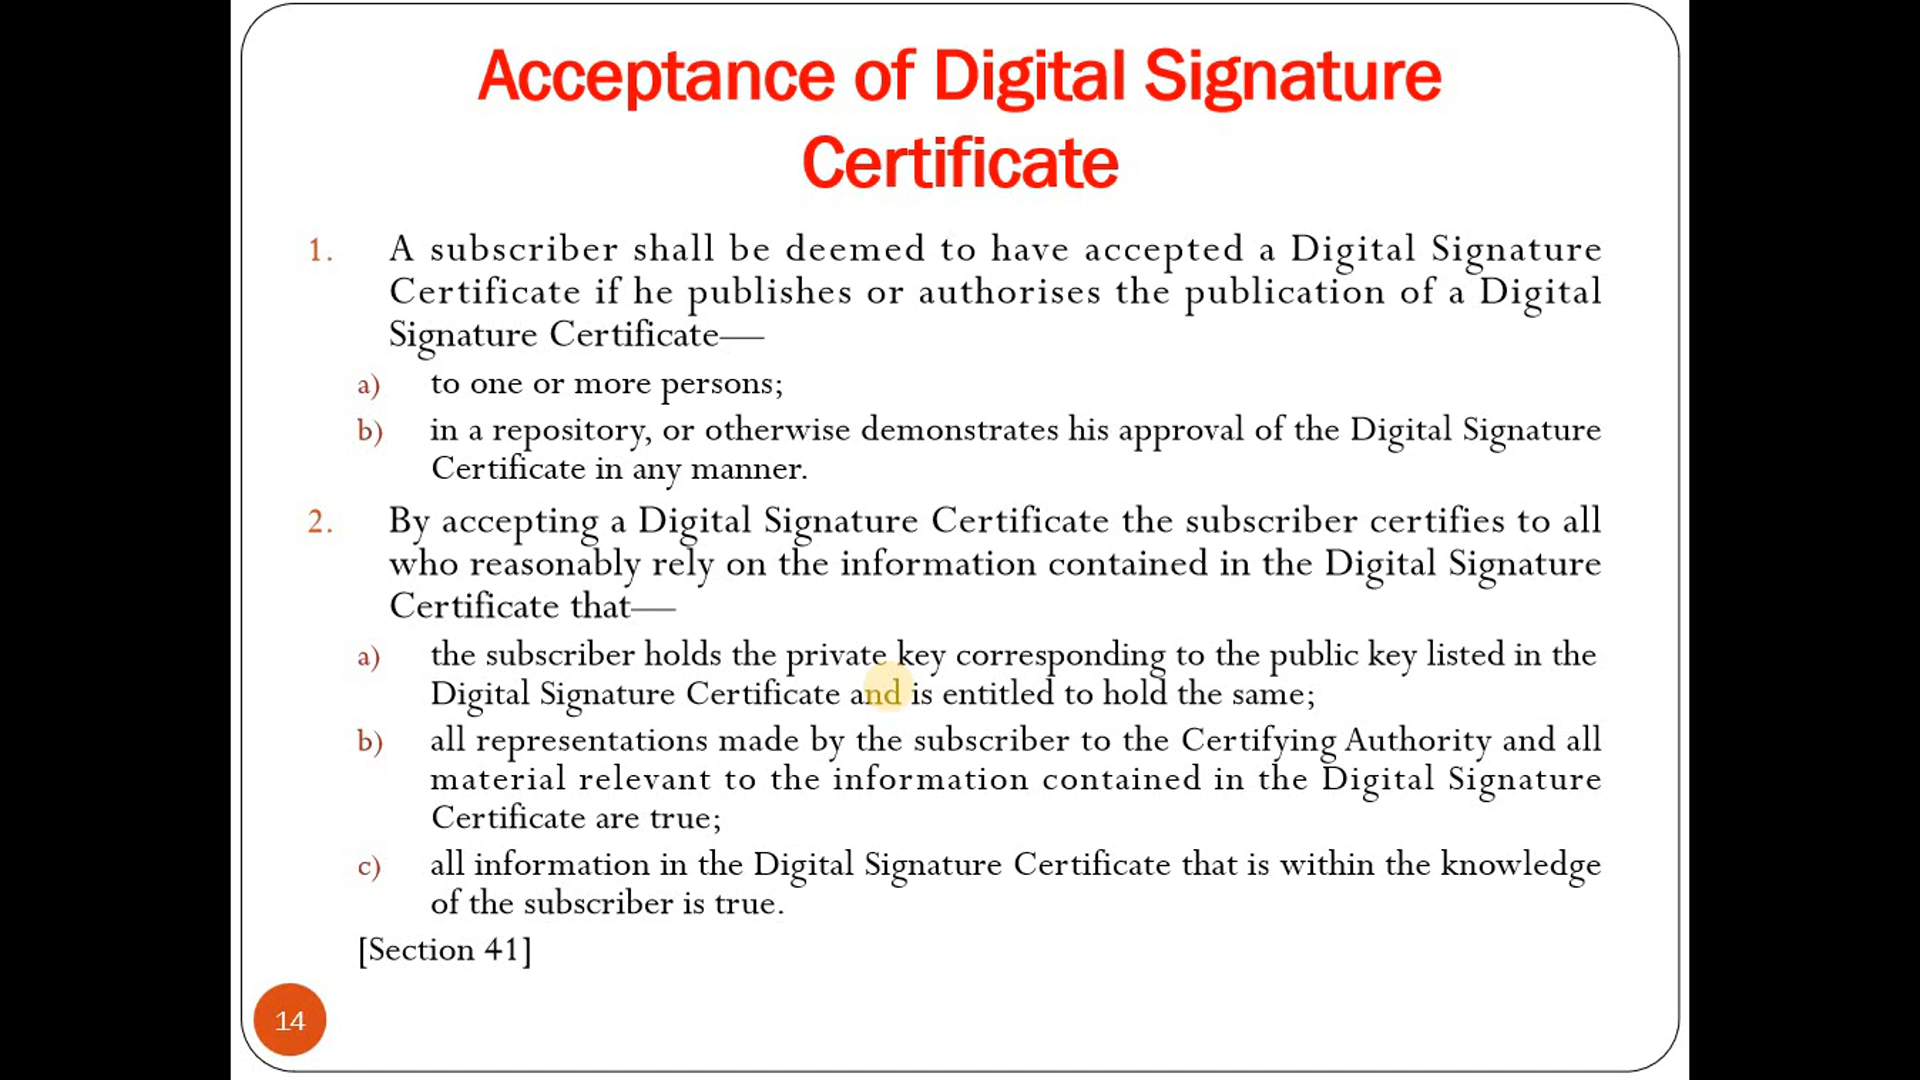 Acceptance of Digital Signature
Certificate
1. A subscriber shall be deemed to have accepted a Digital Signature
Certificate if he publishes or authorises the publication of a Digital
Signature Certificate—
a) to one or more persons;
b) in a repository, or otherwise demonstrates his approval of the Digital Signature
Certificate in any manner.
2. By accepting a Digital Signature Certificate the subscriber certifies to all
who reasonably rely on the information contained in the Digital Signature
Certificate that—
a) the subscriber holds the private key corresponding to the public key listed in the
Digital Signature Certificate and is entitled to hold the same;
b) all representations made by the subscriber to the Certifying Authority and all
material relevant to the information contained in the Digital Signature
Certificate are true;
c) all information in the Digital Signature Certificate that is within the knowledge
of the subscriber is true.
[Section 41]
14